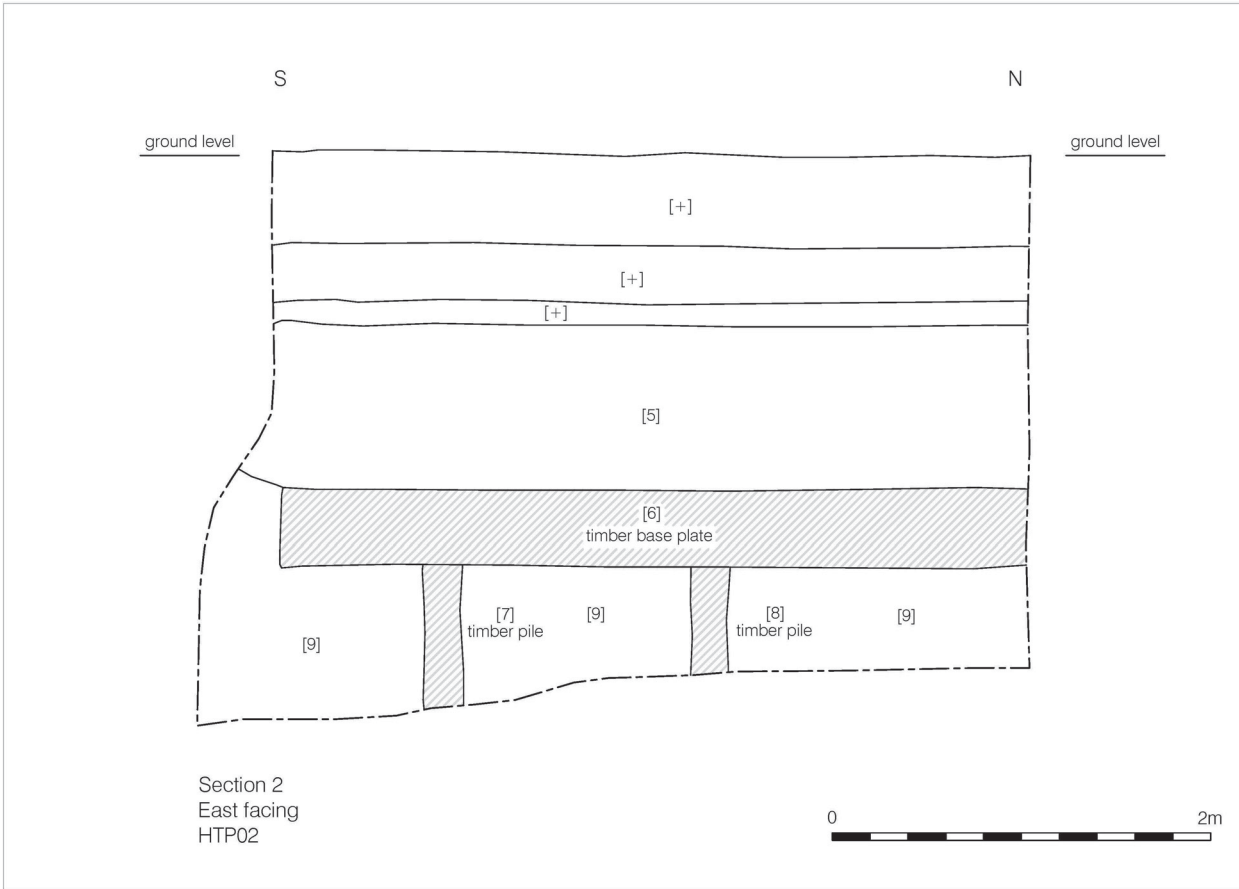 S
N
ground level
ground level
[+]
[+]
[+]
[5]
[6]
timber base plate
[7]
timber pile
[9]
[8]
timber pile
[9]
[9]
Section 2
East facing
HTP02
0
2m